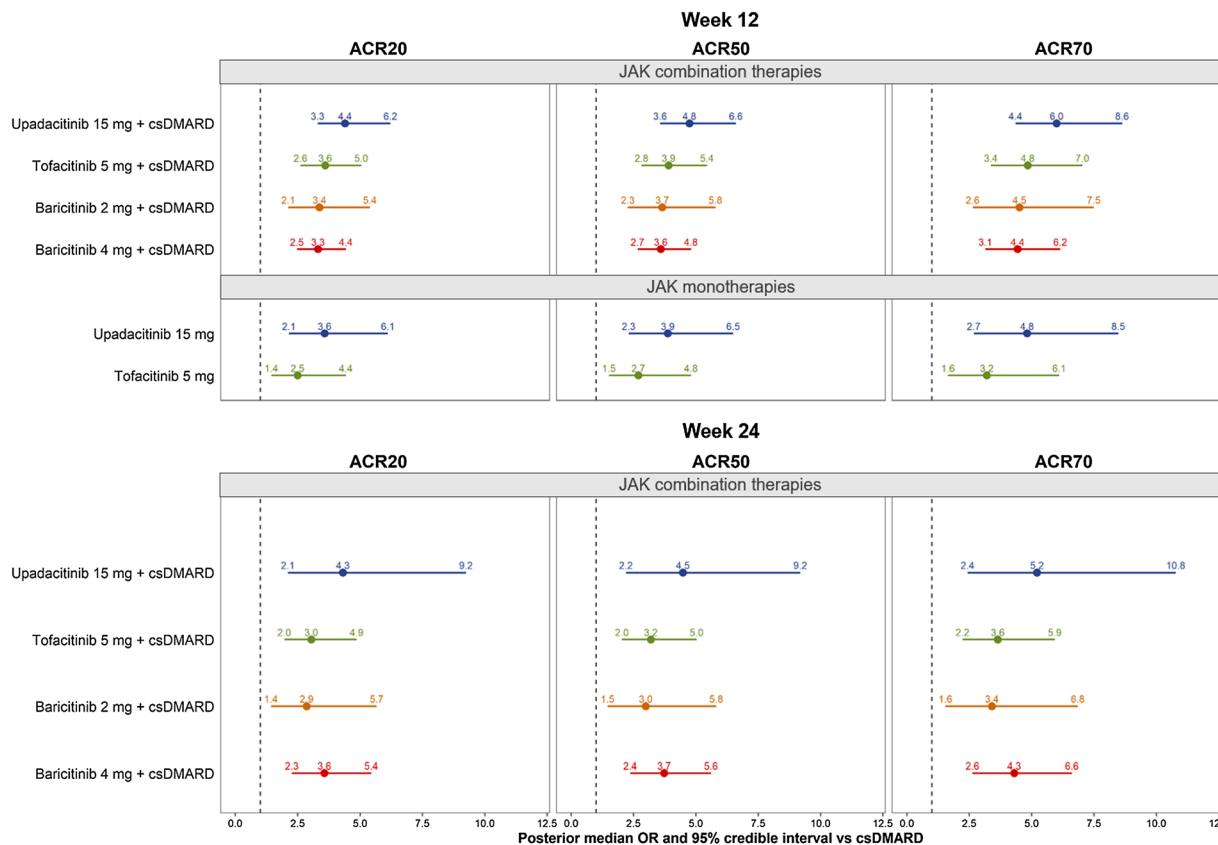 Week 12
ACR20 ACR50 ACR70
JAK combination therapies
Upadacitinib 15 mg + csDMARD 3.3 4.4 6.2 3.6 4.8 6.6 4.4 6.0 8.6
Tofacitinib 5 mg + csDMARD 2.6 3.6 5.0 2.8 3.9 5.4 3.4 4.8 7.0
Baricitinib 2 mg + csDMARD 2.1 3.4 5.4 2.3 3.7 5.8 2.6 4.5 7.5
Baricitinib 4 mg + csDMARD 2.5 3.3 4.4 2.7 3.6 4.8 3.1 4.4 6.2
JAK monotherapies
Upadacitinib 15 mg 2.1 3.6 6.1 2.3 3.9 6.5 2.7 4.8 8.5
Tofacitinib 5 mg 1.4 2.5 4.4 1.5 2.7 4.8 1.6 3.2 6.1
Week 24
ACR20 ACR50 ACR70
JAK combination therapies
Upadacitinib 15 mg + csDMARD 2.1 4.3 9.2 2.2 4.5 9.2 2.4 5.2 10.8
Tofacitinib 5 mg + csDMARD 2.0 3.0 4.9 2.0 3.2 5.0 2.2 3.6 5.9
Baricitinib 2 mg + csDMARD 1.4 2.9 5.7 1.5 3.0 5.8 1.6 3.4 6.8
Baricitinib 4 mg + csDMARD 2.3 3.6 5.4 2.4 3.7 5.6 2.6 4.3 6.6
0.0 2.5 5.0 7.5 10.0 12.5 0.0 2.5 5.0 7.5 10.0 12.5 0.0 2.5 5.0 7.5 10.0
Posterior median OR and 95% credible interval vs csDMARD